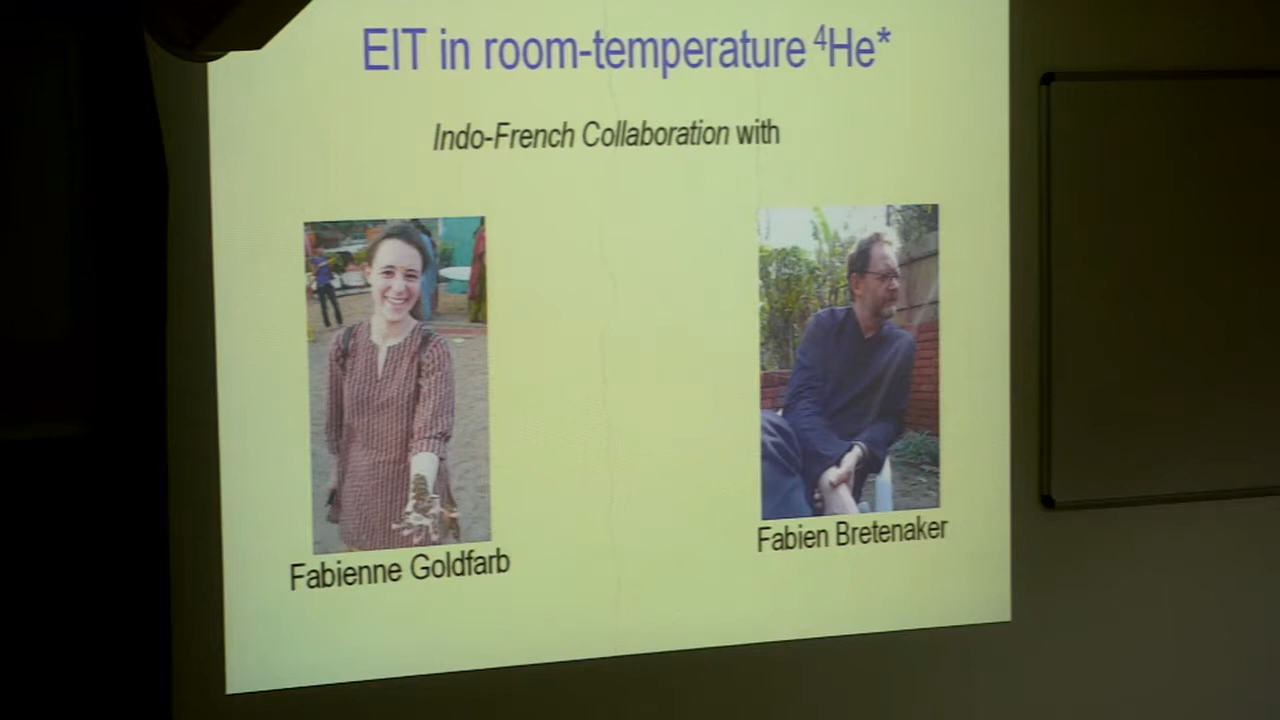 EIT in room-temperature ⁴He*
Indo-French Collaboration with
Fabienne Goldfarb
Fabien Bretenaker